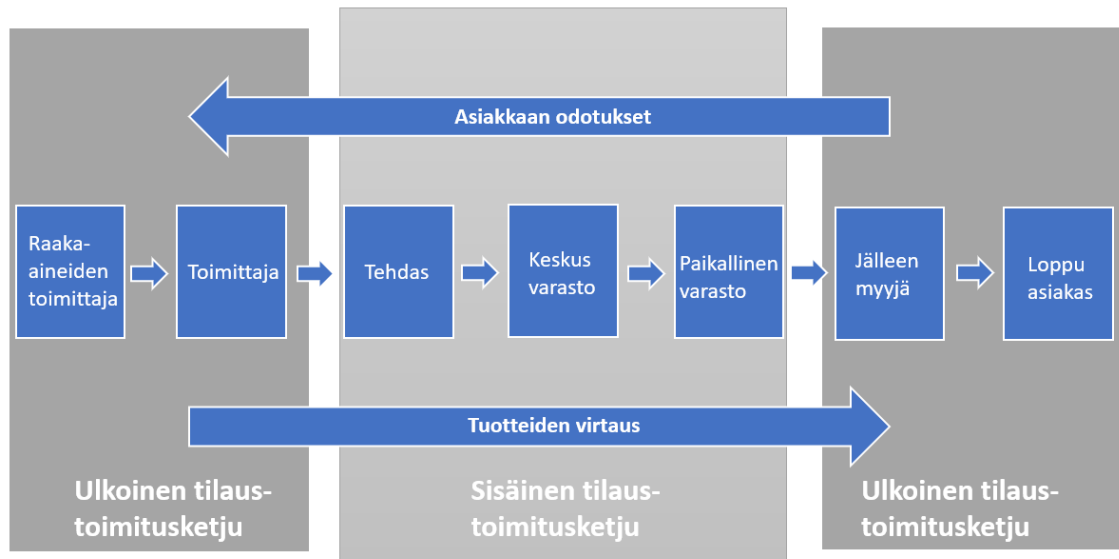 Asiakkaan odotukset
Raaka-
aineiden
toimittaja
Toimittaja
Tehdas
Keskus
varasto
Paikallinen
varasto
Jälleen
myyjä
Loppu
asiakas
Tuotteiden virtaus
Ulkoinen tilaus-
toimitusketju
Sisäinen tilaus-
toimitusketju
Ulkoinen tilaus-
toimitusketju